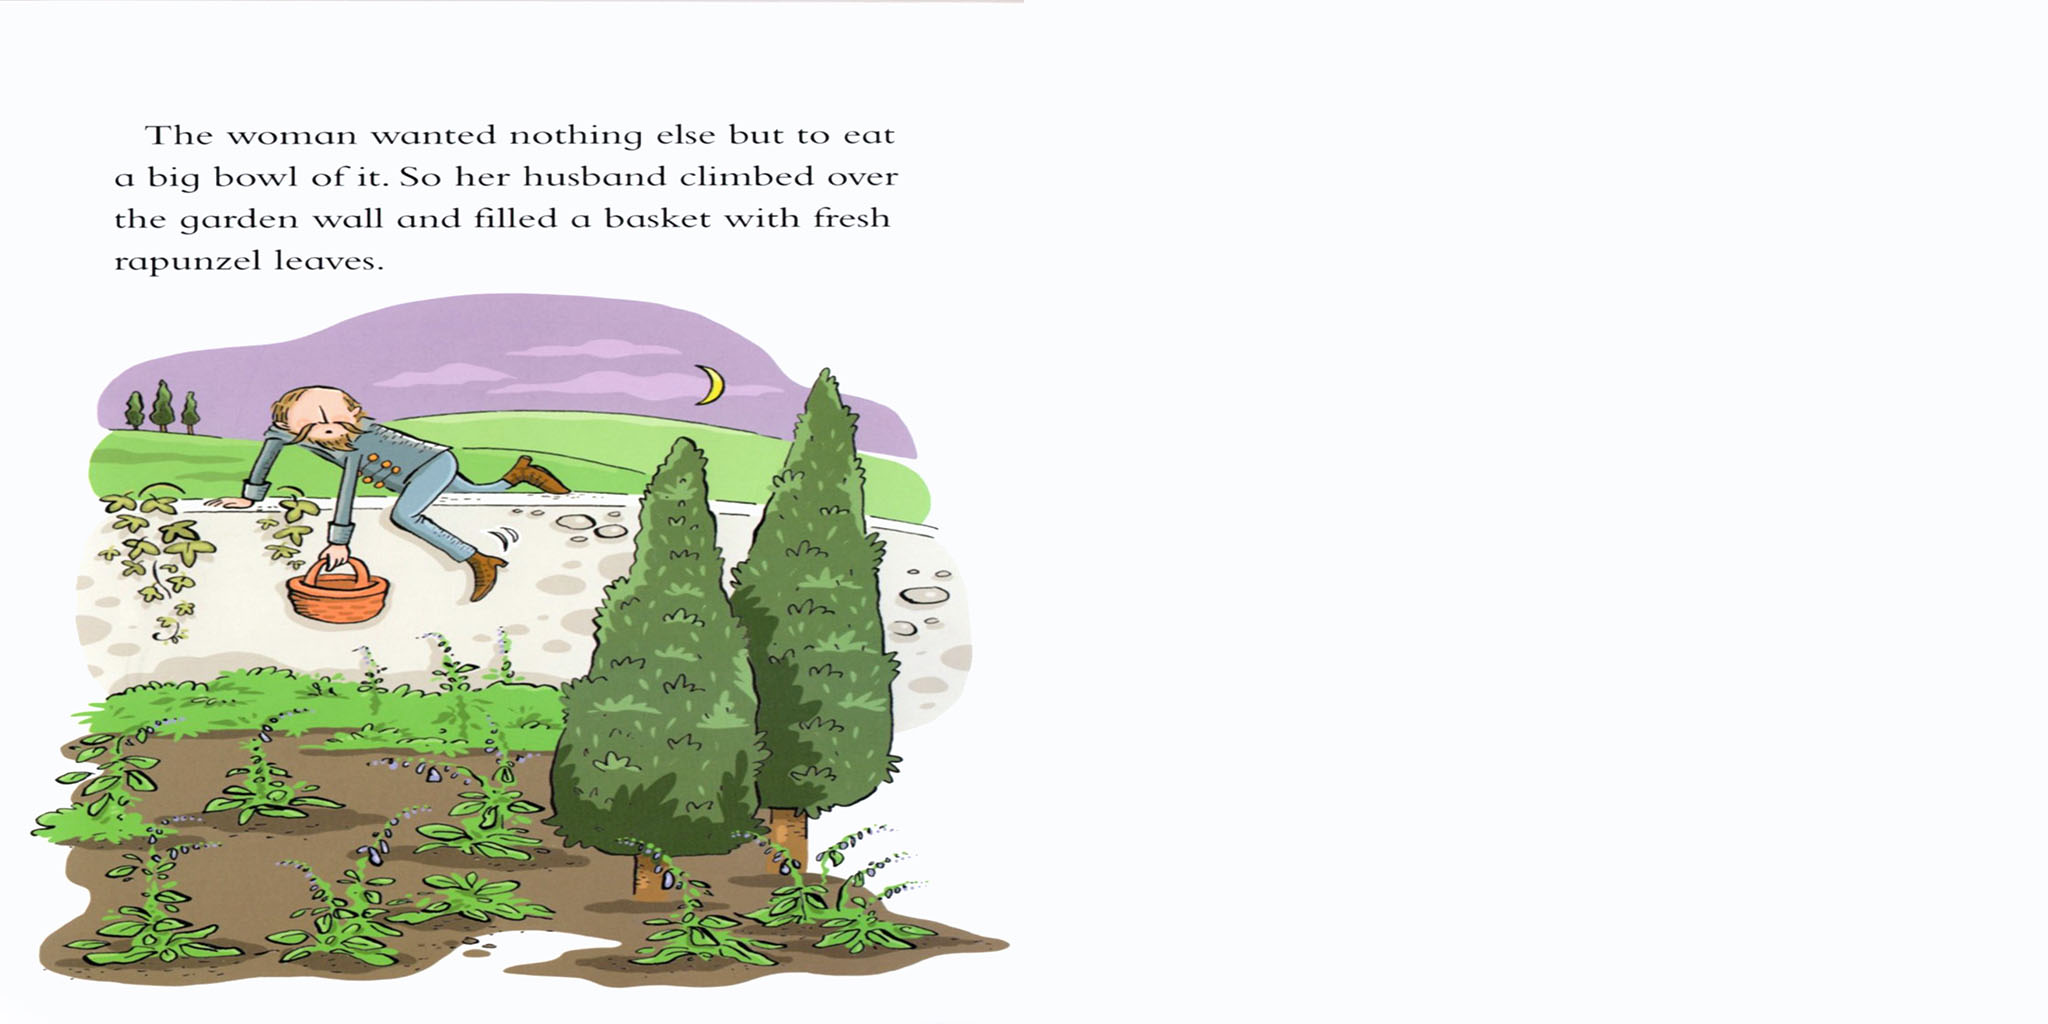 The woman wanted nothing else but to eat
a big bowl of it. So her husband climbed over
the garden wall and filled a basket with fresh
rapunzel leaves.